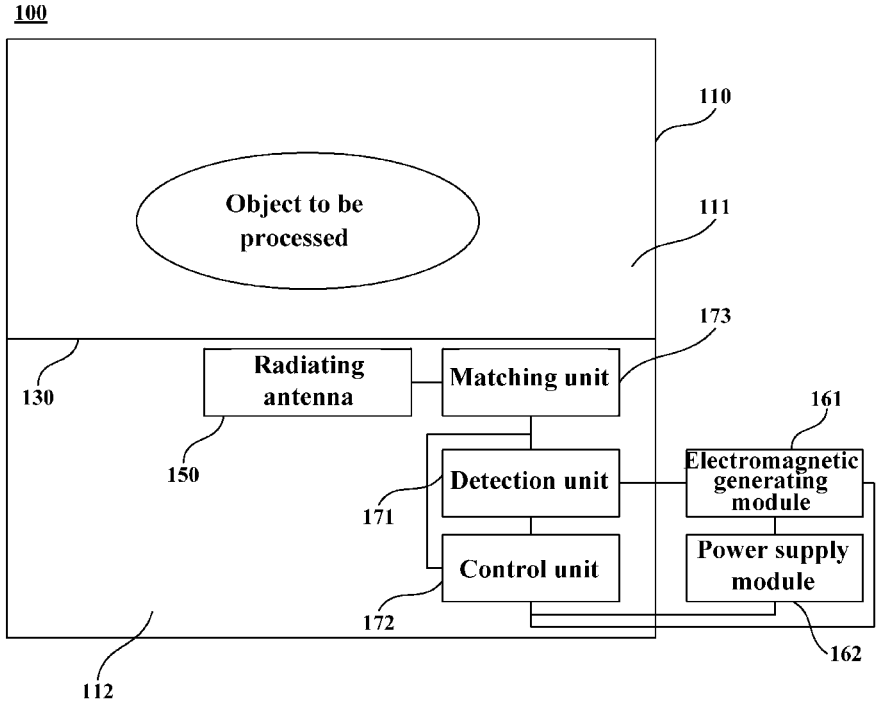 100
110
Object to be
processed
111
173
130
Radiating
antenna
Matching unit
150
161
Detection unit
Electromagnetic
generating
module
171
Control unit
Power supply
module
172
162
112